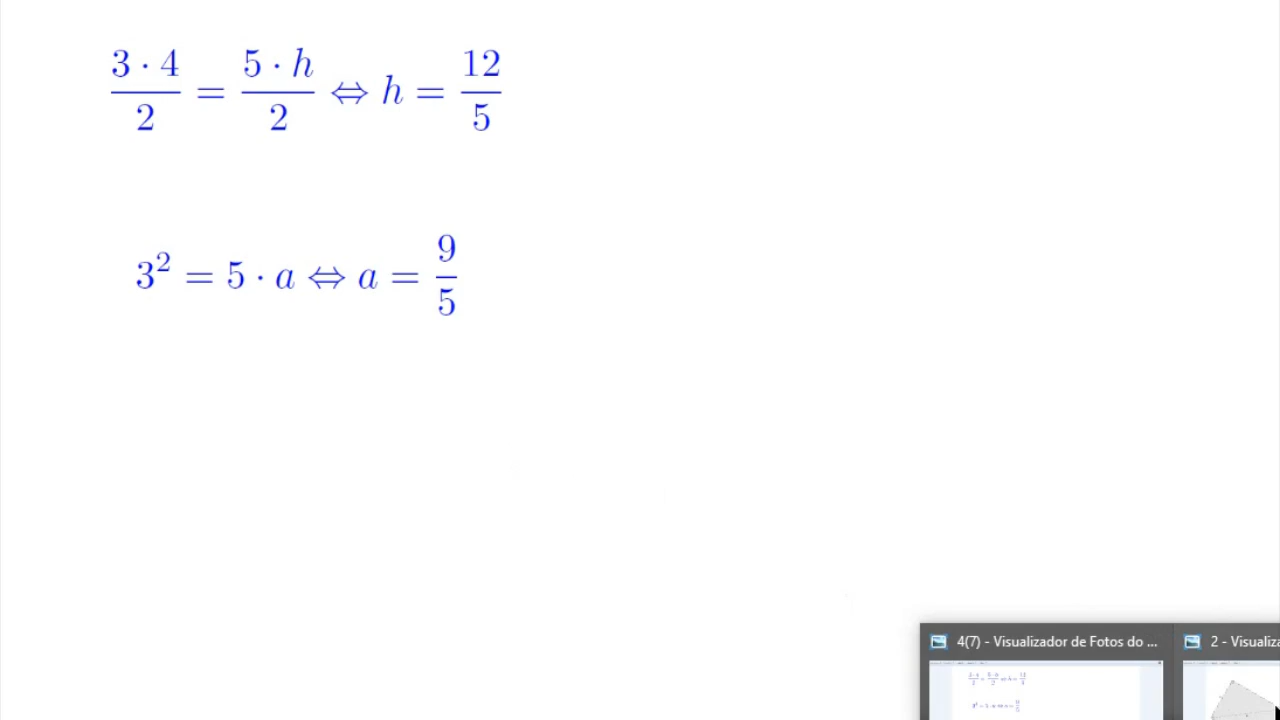 3 · 4 / 2 = 5 · h / 2 ⇔ h = 12 / 5
3² = 5 · a ⇔ a = 9 / 5
4(7) - Visualizador de Fotos do ...
2 - Visualiza